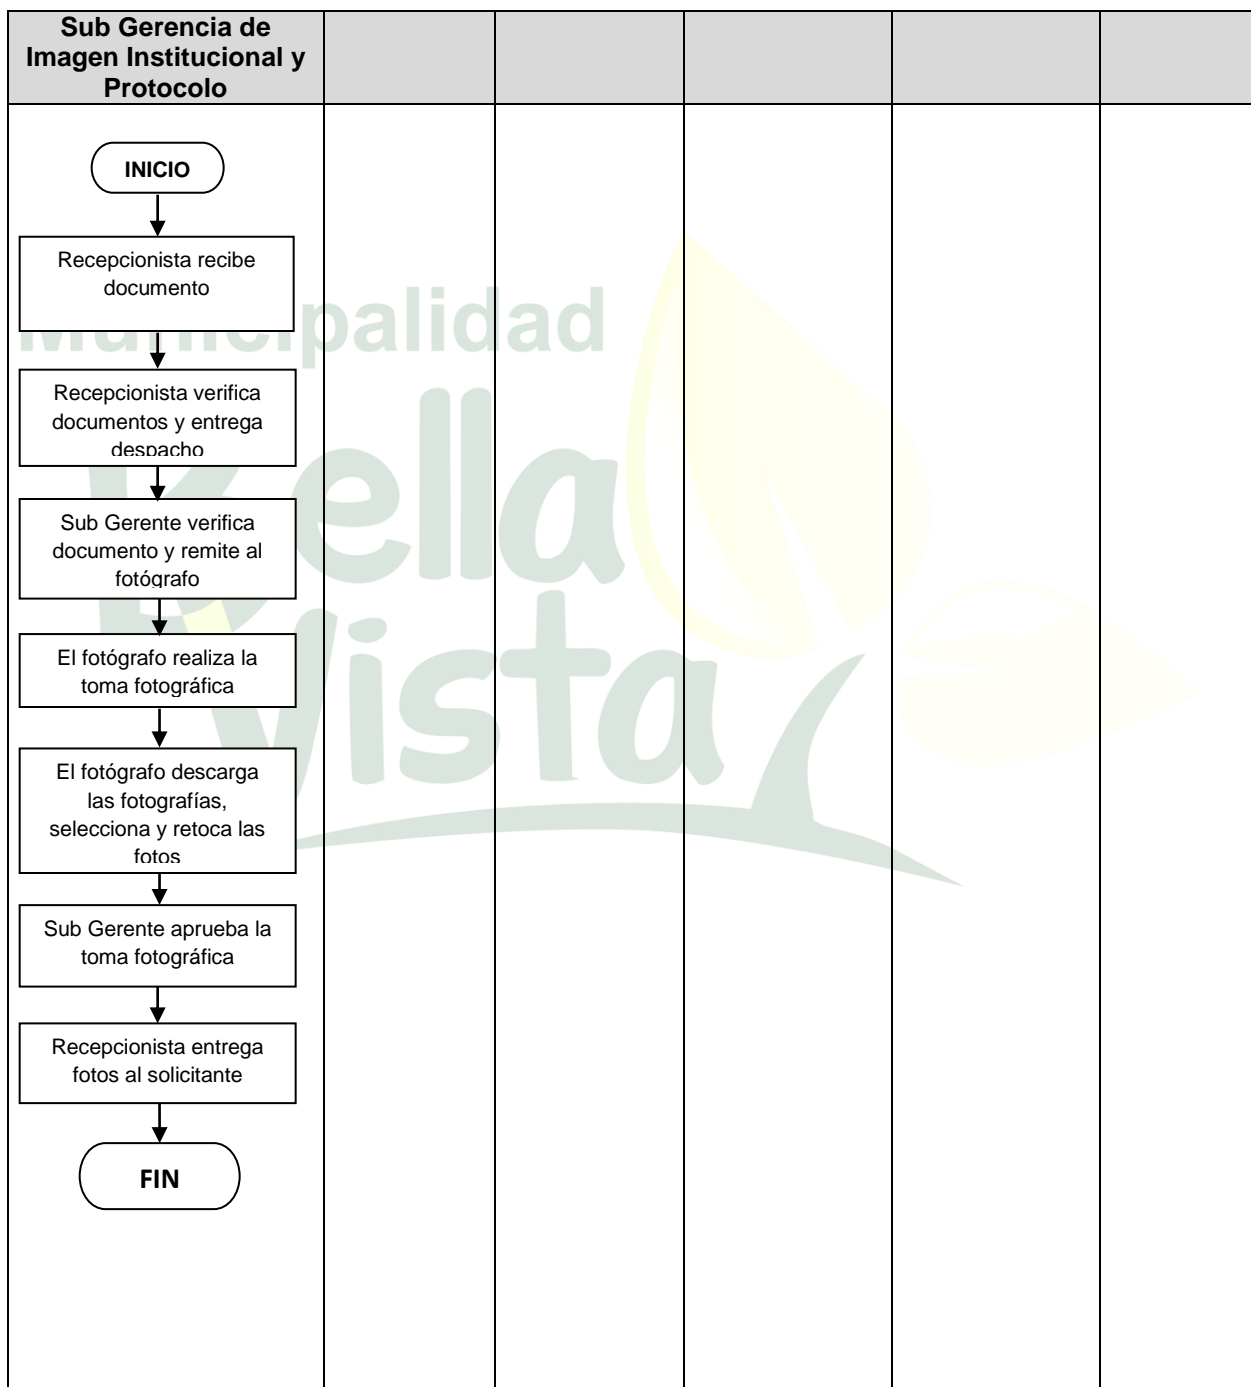 Sub Gerencia de
Imagen Institucional y
Protocolo
INICIO
Recepcionista recibe
documento
Municipalidad
Recepcionista verifica
documentos y entrega
despacho
Bella
Sub Gerente verifica
documento y remite al
fotógrafo
Vista
El fotógrafo realiza la
toma fotográfica
El fotógrafo descarga
las fotografías,
selecciona y retoca las
fotos
Sub Gerente aprueba la
toma fotográfica
Recepcionista entrega
fotos al solicitante
FIN